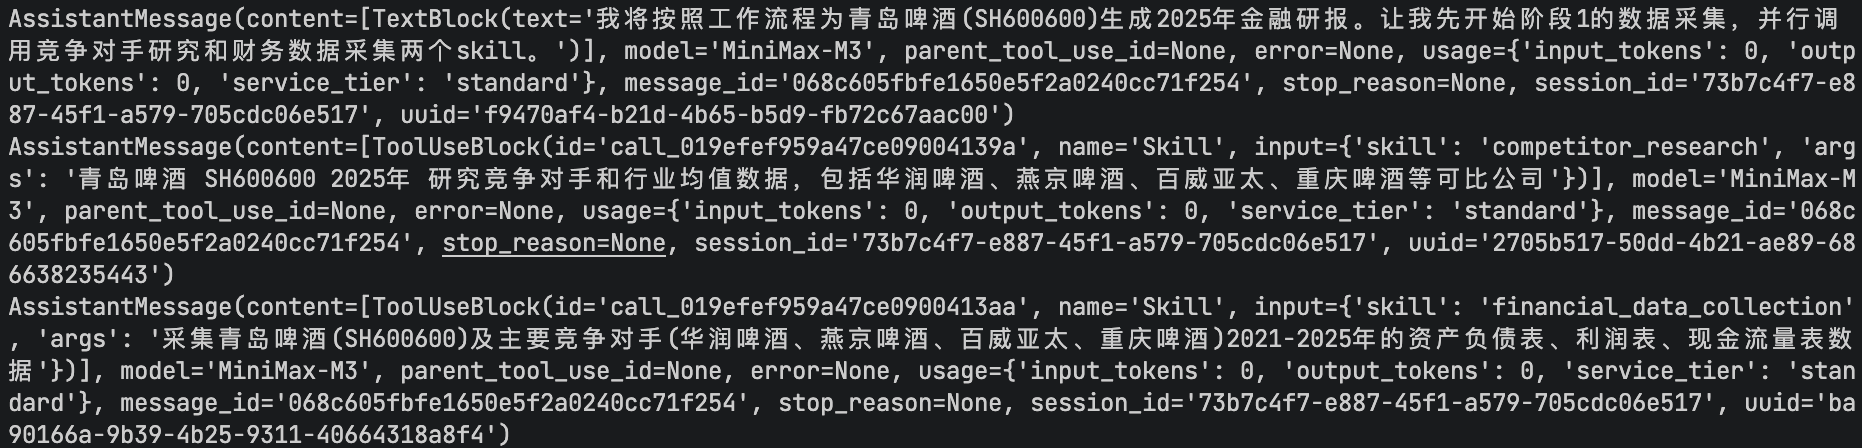 AssistantMessage(content=[TextBlock(text='我将按照工作流程为青岛啤酒(SH600600)生成2025年金融研报。让我先开始阶段1的数据采集，并行调
用竞争对手研究和财务数据采集两个skill。')], model='MiniMax-M3', parent_tool_use_id=None, error=None, usage={'input_tokens': 0, 'outp
ut_tokens': 0, 'service_tier': 'standard'}, message_id='068c605fbfe1650e5f2a0240cc71f254', stop_reason=None, session_id='73b7c4f7-e8
87-45f1-a579-705cdc06e517', uuid='f9470af4-b21d-4b65-b5d9-fb72c67aac00')
AssistantMessage(content=[ToolUseBlock(id='call_019efef959a47ce09004139a', name='Skill', input={'skill': 'competitor_research', 'arg
s': '青岛啤酒 SH600600 2025年 研究竞争对手和行业均值数据，包括华润啤酒、燕京啤酒、百威亚太、重庆啤酒等可比公司'})], model='MiniMax-M
3', parent_tool_use_id=None, error=None, usage={'input_tokens': 0, 'output_tokens': 0, 'service_tier': 'standard'}, message_id='068c
605fbfe1650e5f2a0240cc71f254', stop_reason=None, session_id='73b7c4f7-e887-45f1-a579-705cdc06e517', uuid='2705b517-50dd-4b21-ae89-68
6638235443')
AssistantMessage(content=[ToolUseBlock(id='call_019efef959a47ce0900413aa', name='Skill', input={'skill': 'financial_data_collection'
, 'args': '采集青岛啤酒(SH600600)及主要竞争对手(华润啤酒、燕京啤酒、百威亚太、重庆啤酒)2021-2025年的资产负债表、利润表、现金流量表数
据'})], model='MiniMax-M3', parent_tool_use_id=None, error=None, usage={'input_tokens': 0, 'output_tokens': 0, 'service_tier': 'stan
dard'}, message_id='068c605fbfe1650e5f2a0240cc71f254', stop_reason=None, session_id='73b7c4f7-e887-45f1-a579-705cdc06e517', uuid='ba
90166a-9b39-4b25-9311-40664318a8f4')